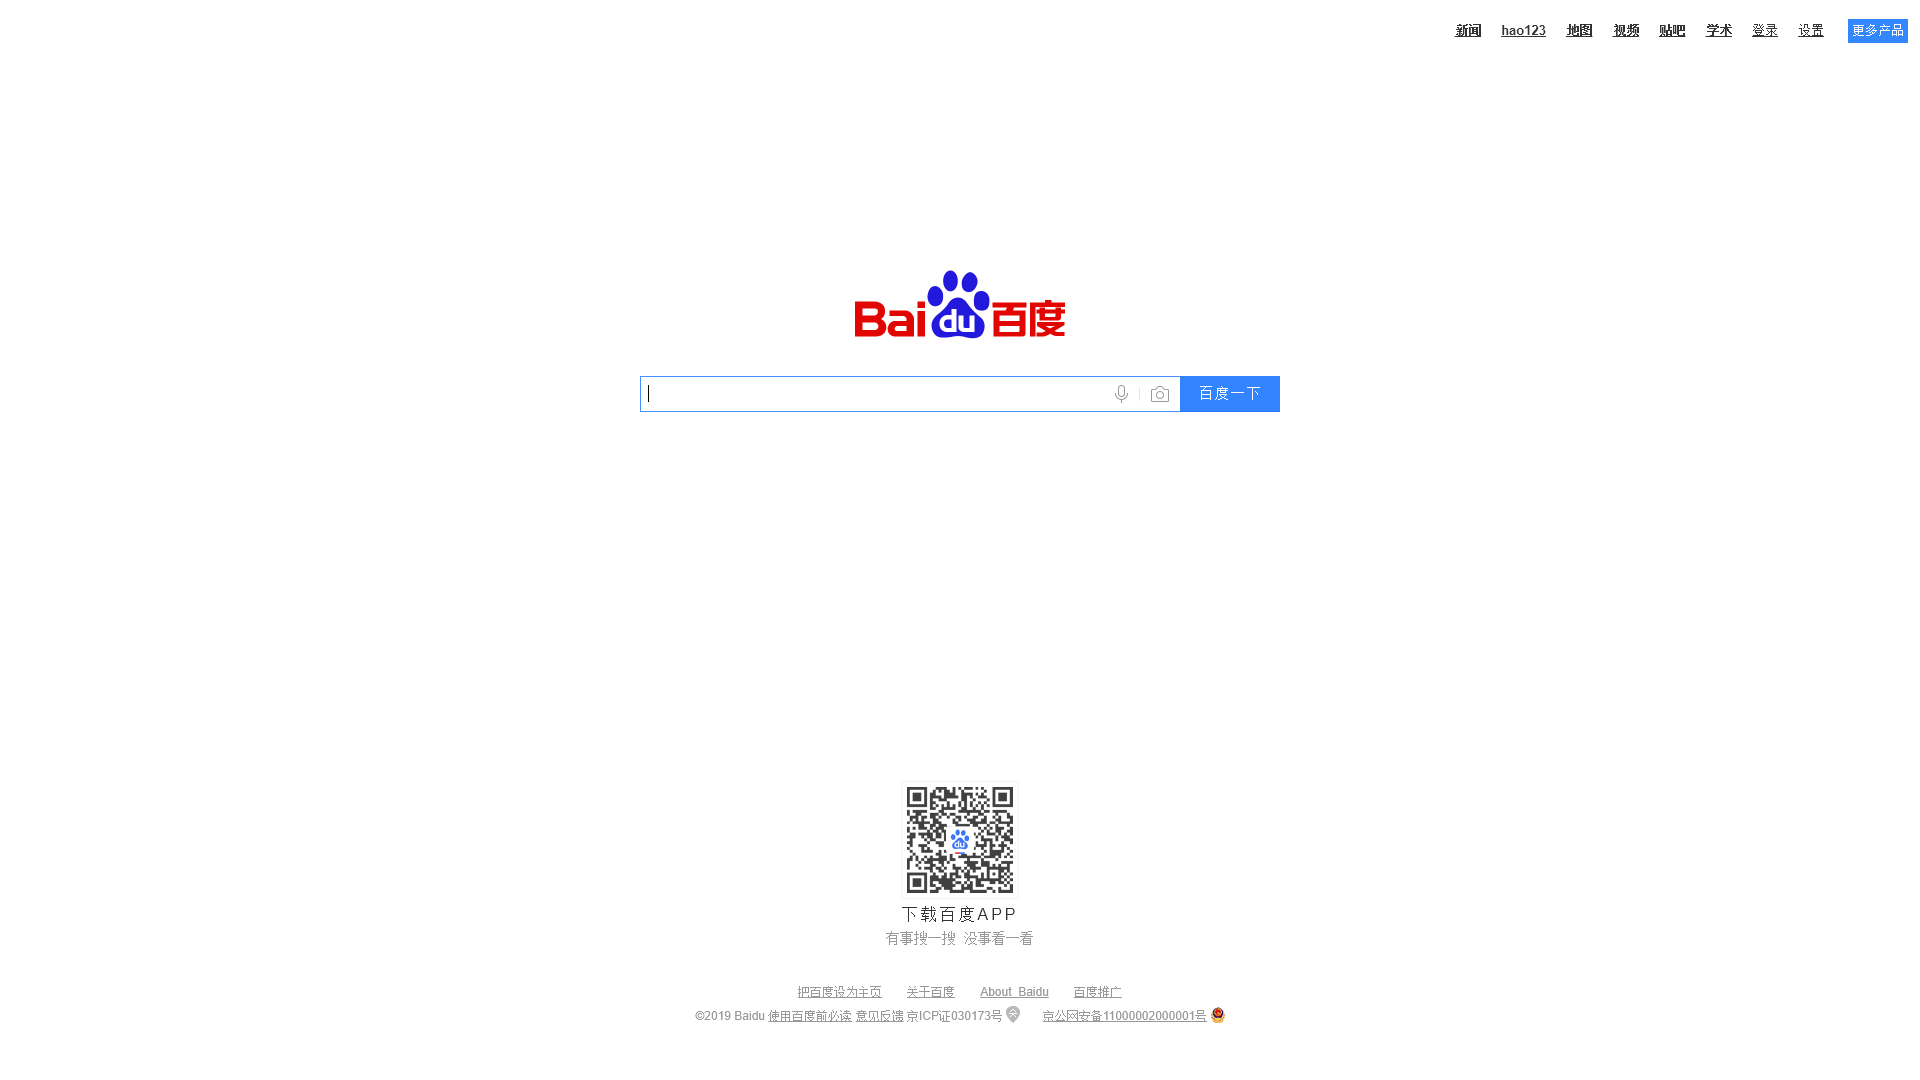 新闻 hao123 地图 视频 贴吧 学术 登录 设置 更多产品
Bai du 百度
百度一下
du
下载百度APP
有事搜一搜 没事看一看
把百度设为主页 关于百度 About Baidu 百度推广
©2019 Baidu 使用百度前必读 意见反馈 京ICP证030173号 京公网安备11000002000001号